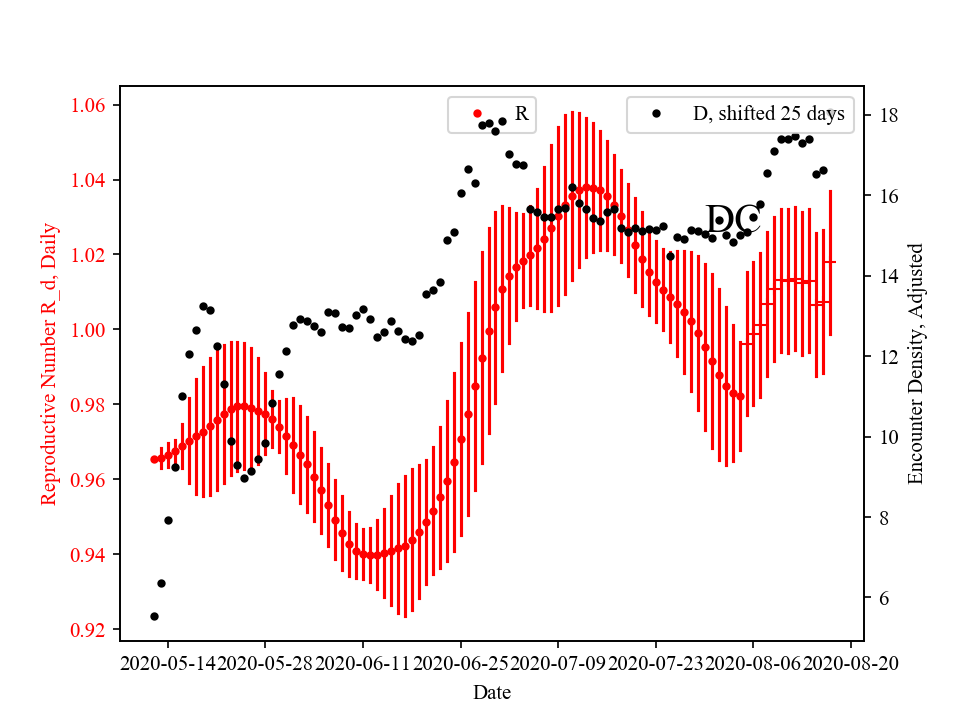 1.06
1.04
1.02
1.00
0.98
0.96
0.94
0.92
Reproductive Number R_d, Daily
R
D, shifted 25 days
DC
18
16
14
12
10
8
6
Encounter Density, Adjusted
2020-05-14 2020-05-28 2020-06-11 2020-06-25 2020-07-09 2020-07-23 2020-08-06 2020-08-20
Date